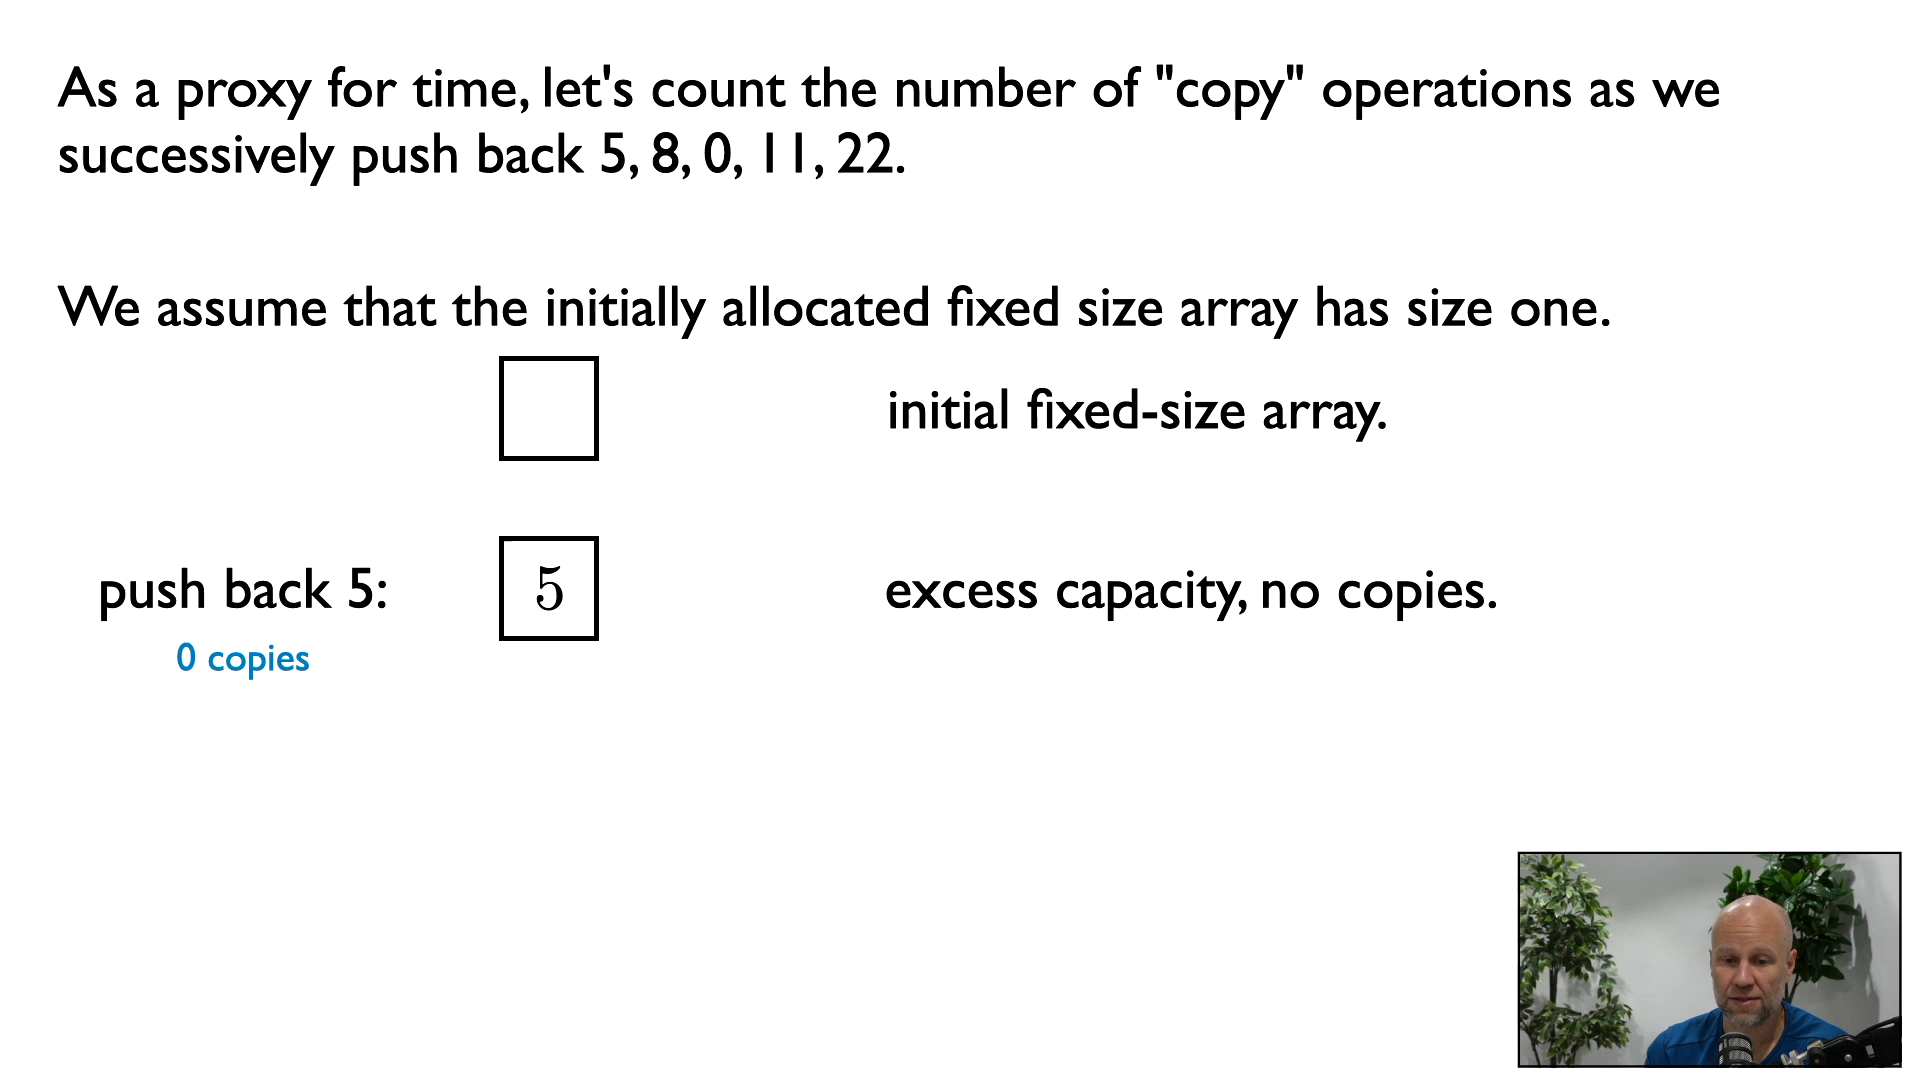 As a proxy for time, let's count the number of "copy" operations as we
successively push back 5, 8, 0, 11, 22.
We assume that the initially allocated fixed size array has size one.
initial fixed-size array.
push back 5: 5 excess capacity, no copies.
0 copies